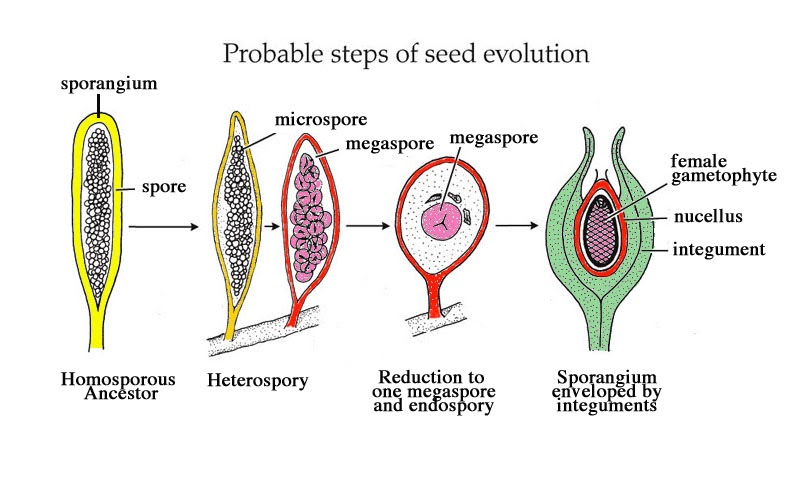 Probable steps of seed evolution
sporangium
spore
microspore
megaspore
megaspore
female
gametophyte
nucellus
integument
Homosporous
Ancestor
Heterospory
Reduction to
one megaspore
and endospory
Sporangium
enveloped by
integuments